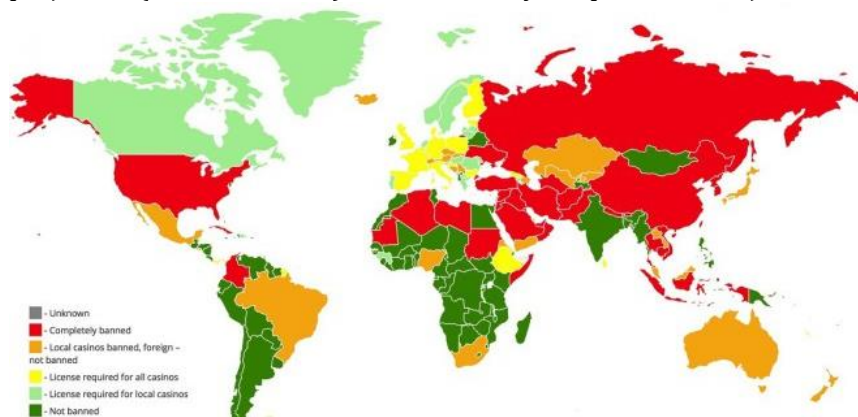 - Unknown
- Completely banned
- Local casinos banned, foreign –
not banned
- License required for all casinos
- License required for local casinos
- Not banned